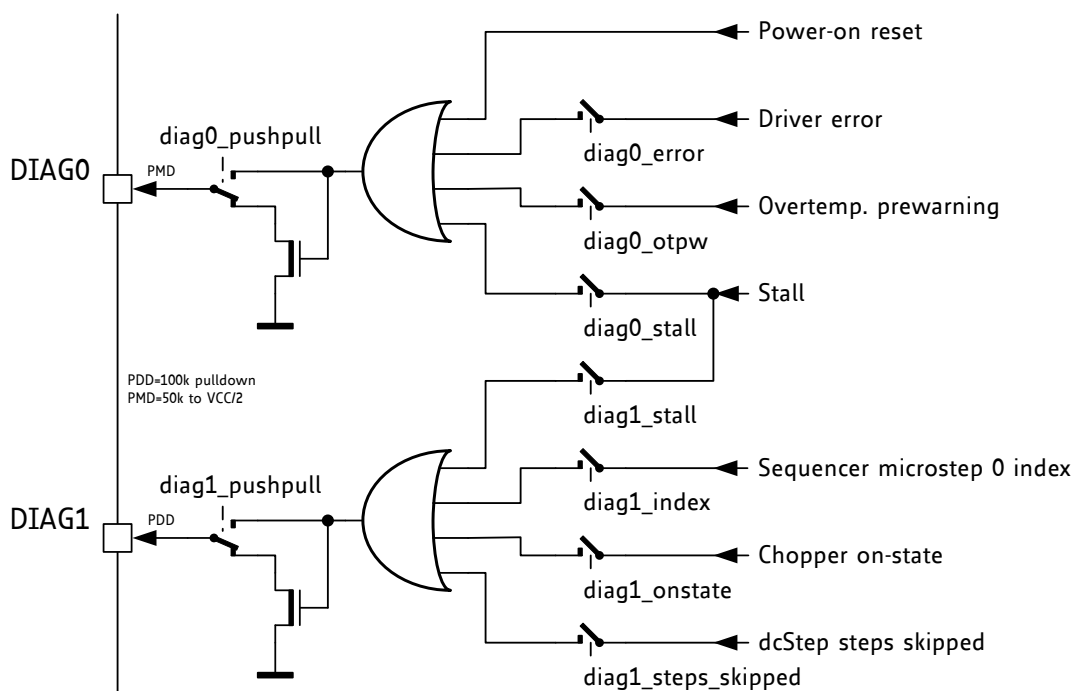 Power-on reset
Driver error
diag0_pushpull
diag0_error
DIAG0
PMD
Overtemp. prewarning
diag0_otpw
Stall
diag0_stall
PDD=100k pulldown
PMD=50k to VCC/2
diag1_stall
Sequencer microstep 0 index
diag1_pushpull
diag1_index
DIAG1
PDD
Chopper on-state
diag1_onstate
dcStep steps skipped
diag1_steps_skipped